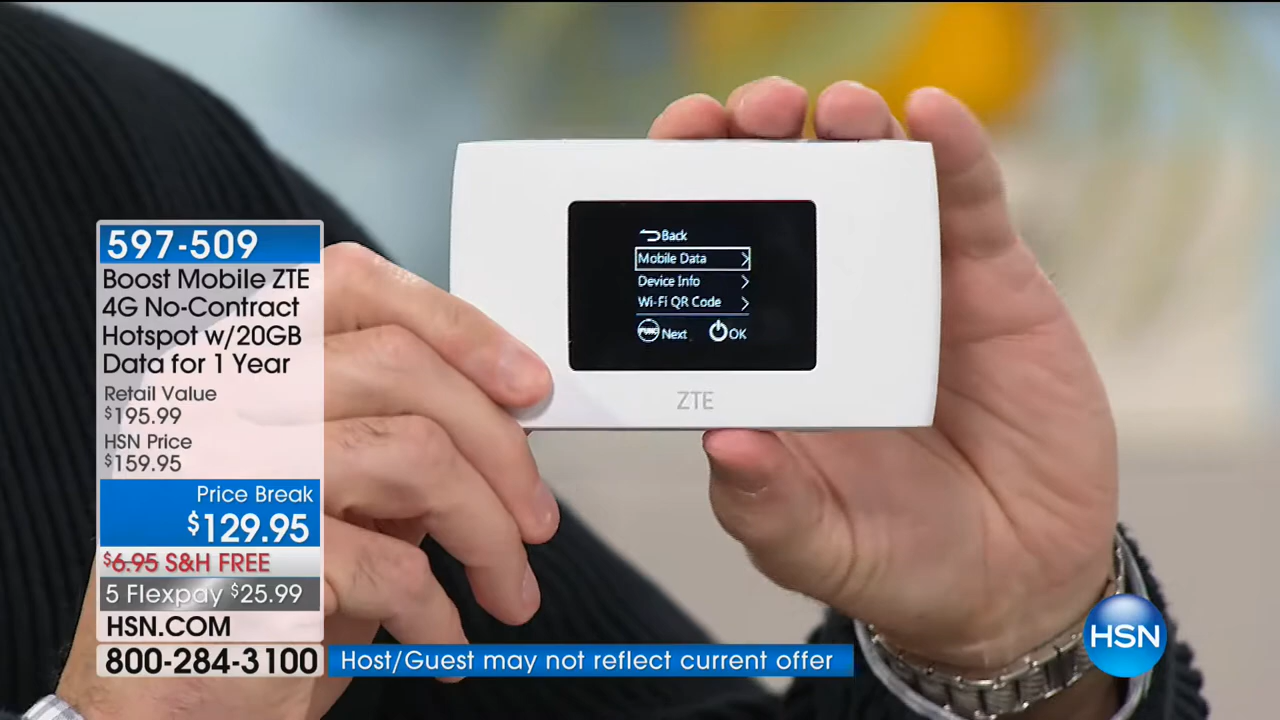 597-509
Boost Mobile ZTE
4G No-Contract
Hotspot w/20GB
Data for 1 Year
Retail Value
$195.99
HSN Price
$159.95
Price Break
$129.95
$6.95 S&H FREE
5 Flexpay $25.99
HSN.COM
800-284-3100
Host/Guest may not reflect current offer
Back
Mobile Data
Device Info
Wi-Fi QR Code
Next OK
ZTE
HSN